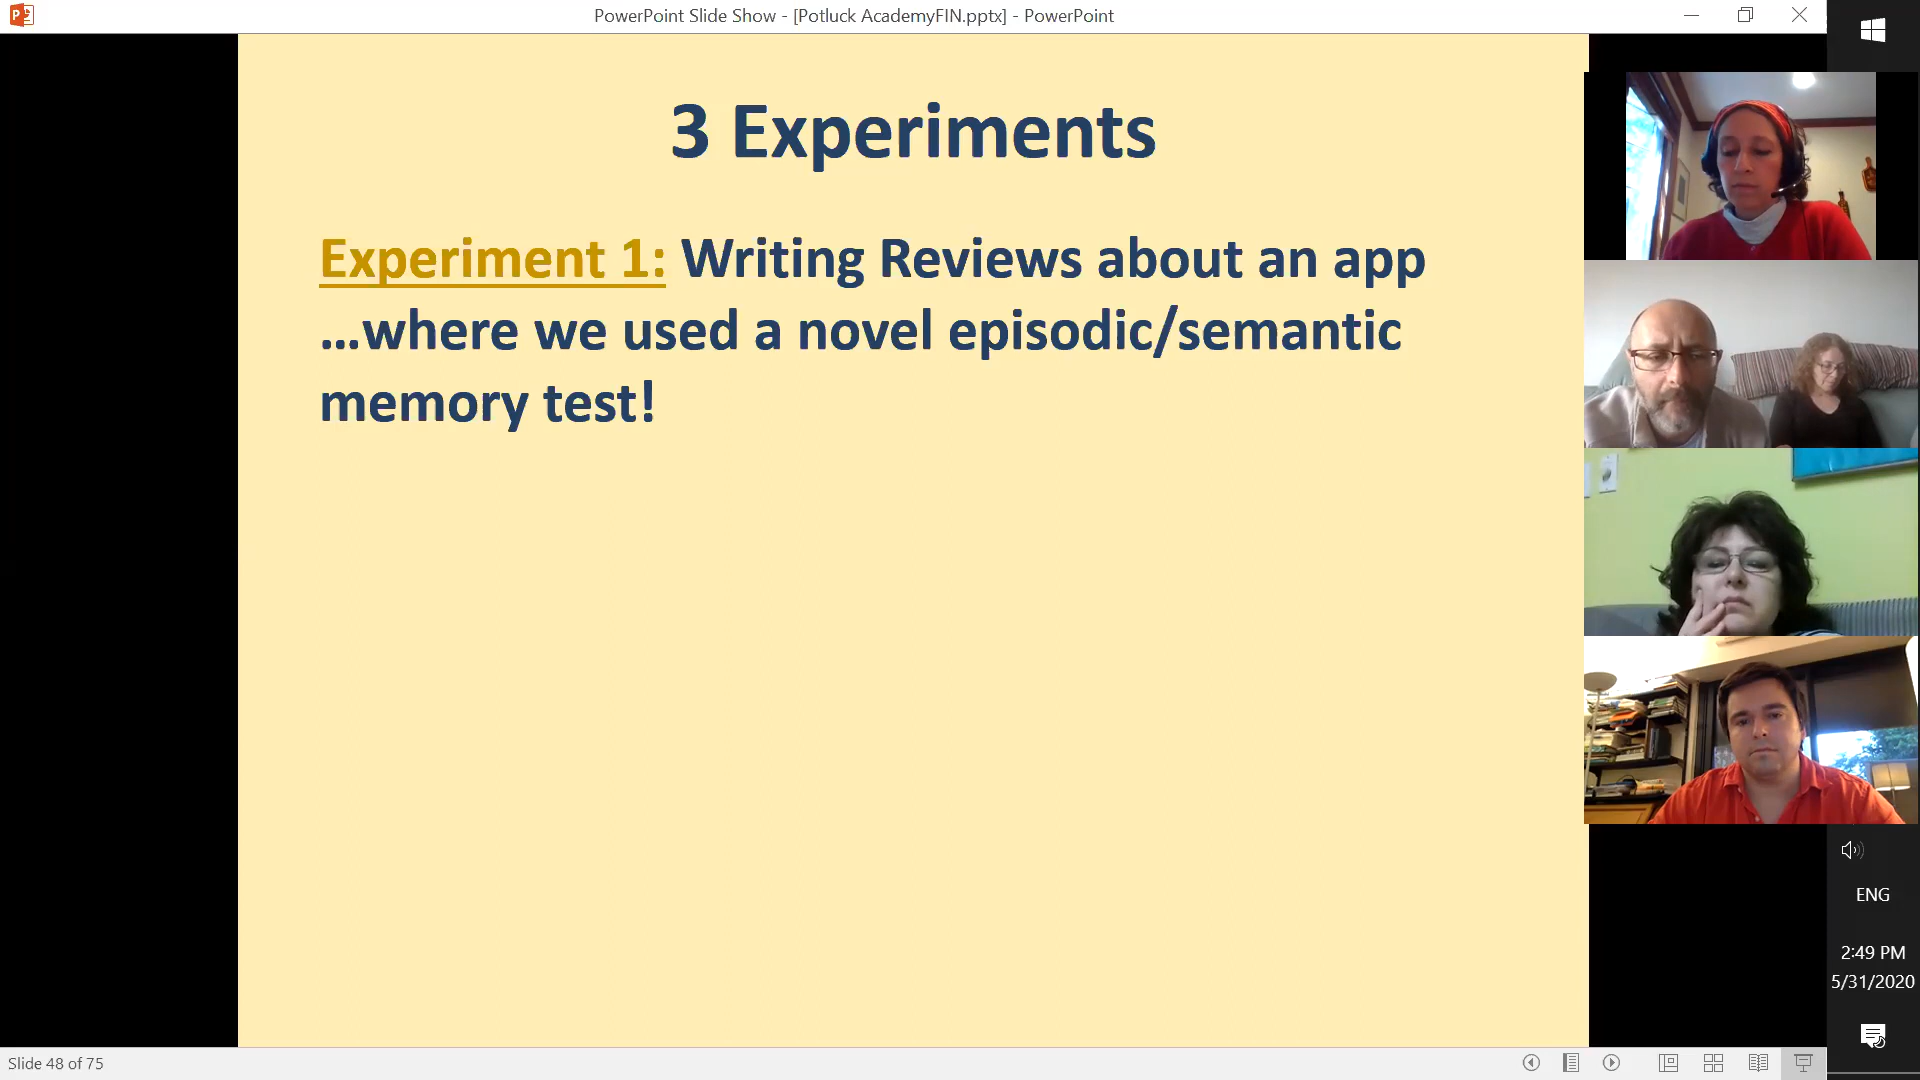 PowerPoint Slide Show - [Potluck AcademyFIN.pptx] - PowerPoint
3 Experiments
Experiment 1: Writing Reviews about an app
...where we used a novel episodic/semantic
memory test!
ENG
2:49 PM
5/31/2020
Slide 48 of 75